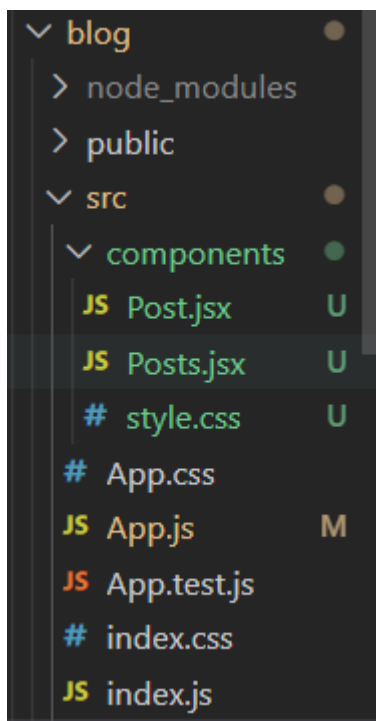 blog
node_modules
public
src
components
JS Post.jsx U
JS Posts.jsx U
# style.css U
# App.css
JS App.js M
JS App.test.js
# index.css
JS index.js